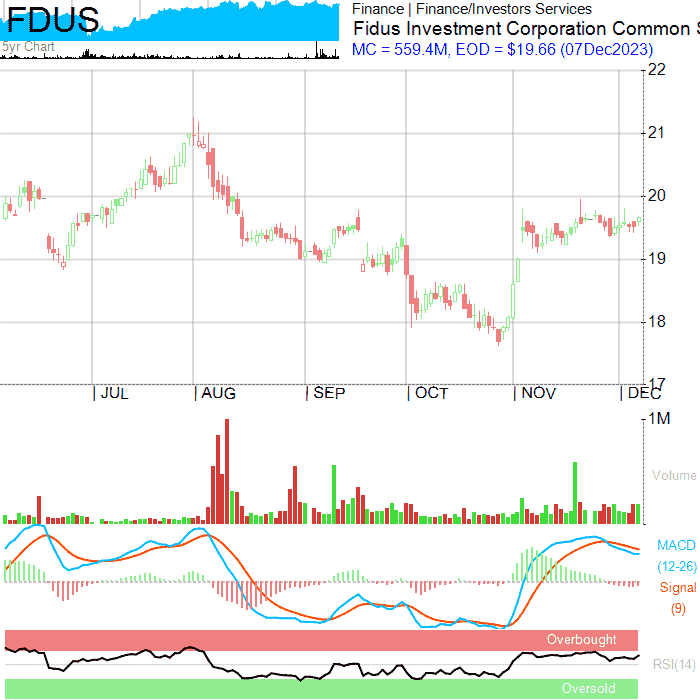 FDUS
5yr Chart
Finance | Finance/Investors Services
Fidus Investment Corporation Common S
MC = 559.4M, EOD = $19.66 (07Dec2023)
22
21
20
19
18
17
JUL AUG SEP OCT NOV DEC
1M
Volume
MACD
(12-26)
Signal
(9)
Overbought
RSI(14)
Oversold